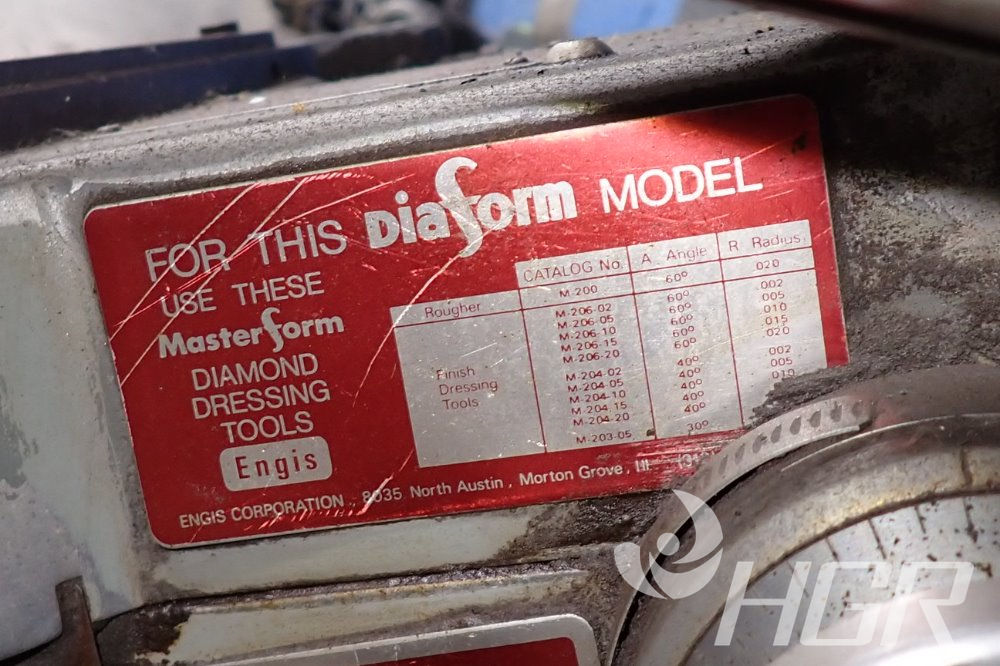 FOR THIS Diaform MODEL
USE THESE
Masterform
DIAMOND
DRESSING
TOOLS
Engis
CATALOG No. A. Angle R. Radius
Rougher M-200 60° .020
Finish
Dressing
Tools
M-206-02 60° .002
M-206-05 60° .005
M-206-10 60° .010
M-206-15 60° .015
M-206-20 60° .020
M-204-02 40° .002
M-204-05 40° .005
M-204-10 40° .010
M-204-15 40°
M-204-20 40°
M-203-05 30°
ENGIS CORPORATION, 8035 North Austin, Morton Grove, Ill.
HGR